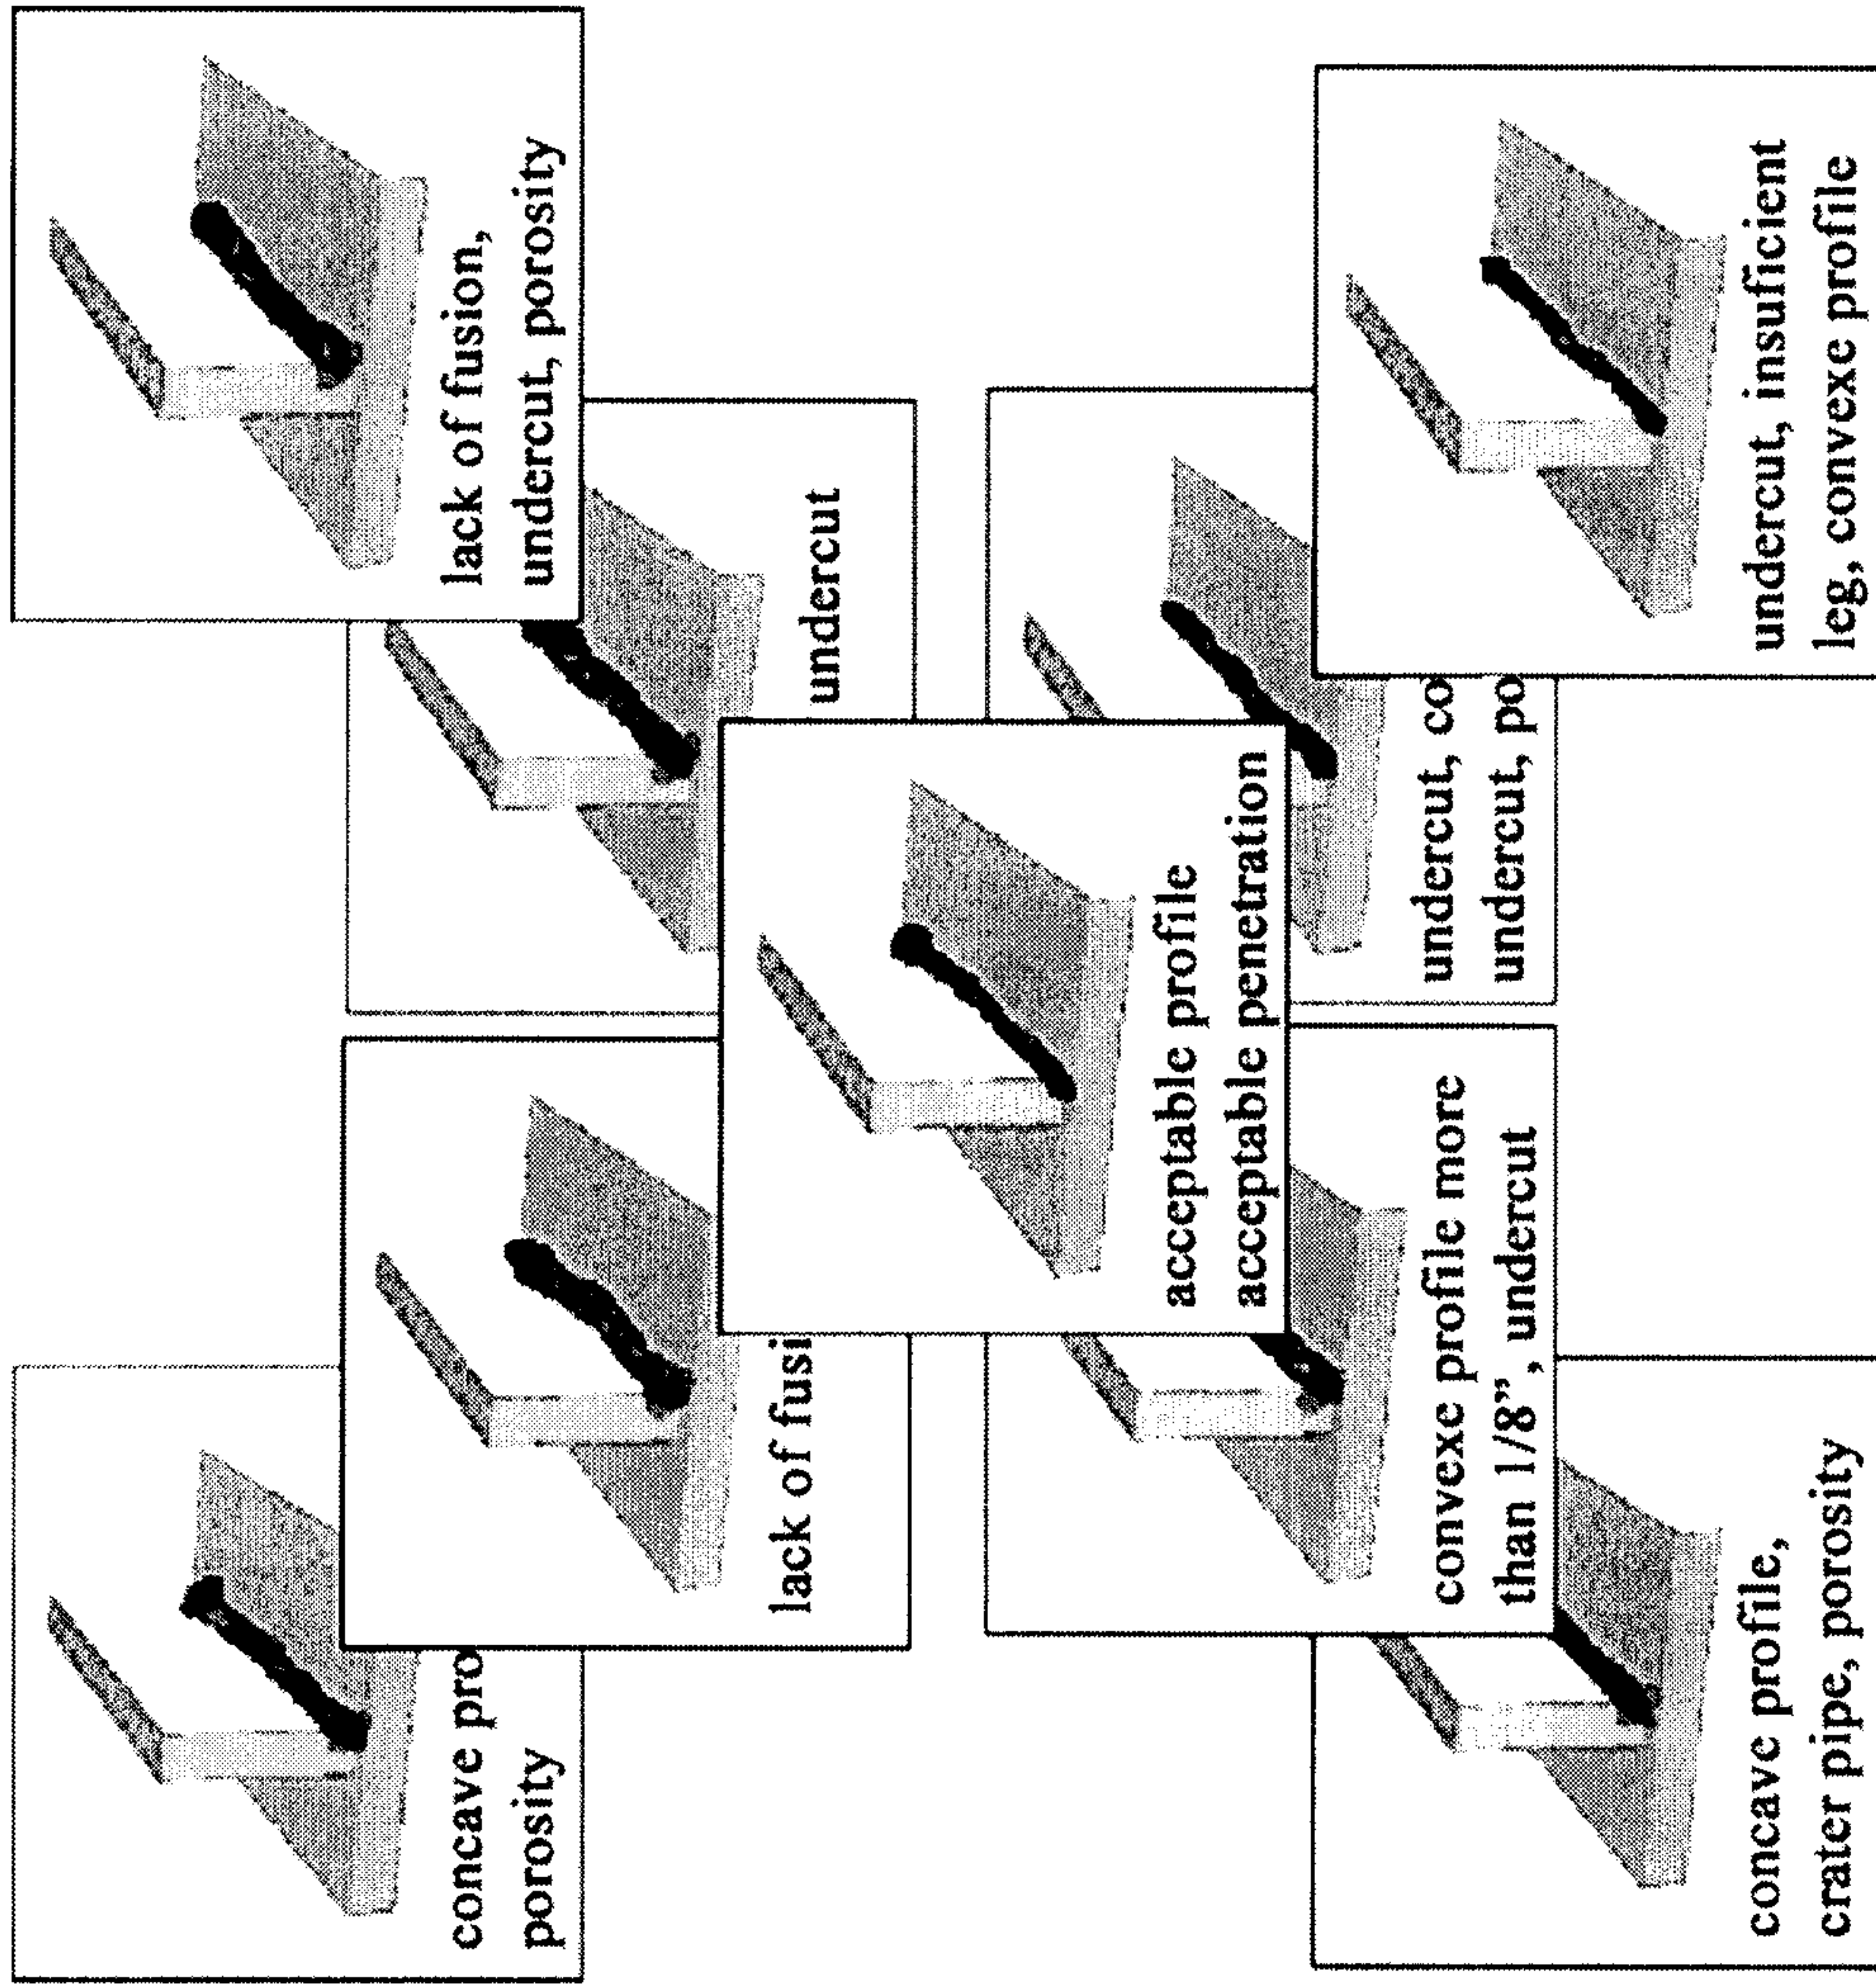 concave pro
porosity
lack of fusion,
undercut, porosity
lack of fusi
undercut
acceptable profile
acceptable penetration
convexe profile more
than 1/8”, undercut
undercut, co
undercut, po
concave profile,
crater pipe, porosity
undercut, insuficient
leg, convexe profile